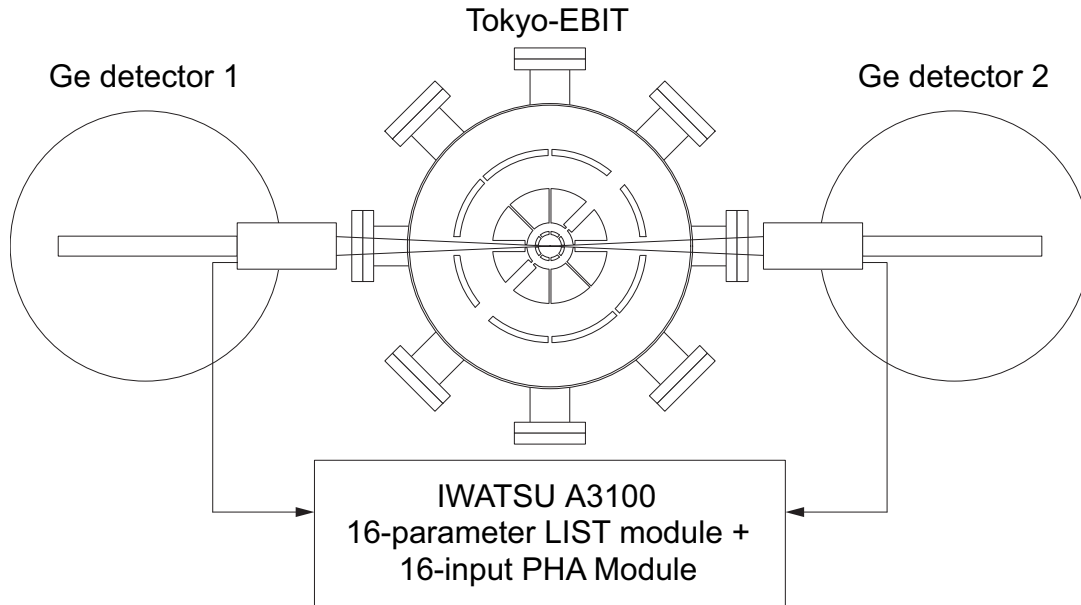 Tokyo-EBIT
Ge detector 1
Ge detector 2
IWATSU A3100
16-parameter LIST module +
16-input PHA Module